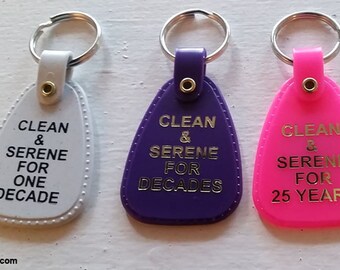 CLEAN
&
SERENE
FOR
ONE
DECADE
CLEAN
&
SERENE
FOR
DECADES
CLEAN
&
SERENE
FOR
25 YEAR